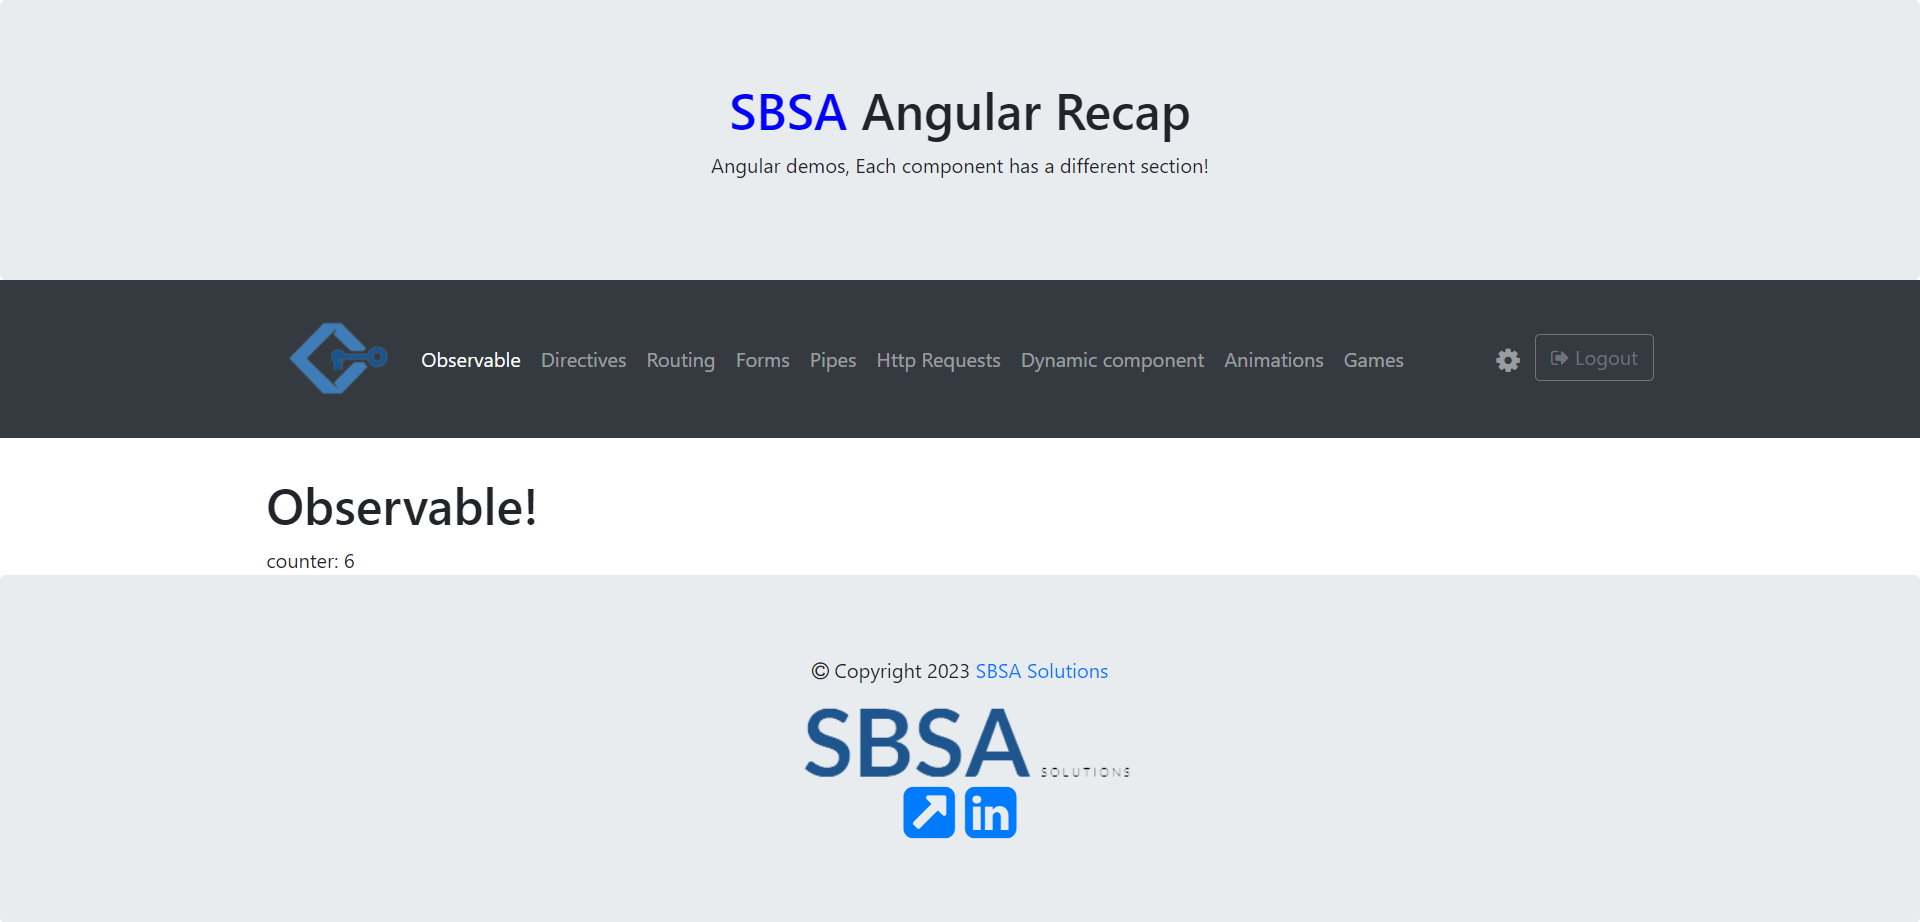 SBSA Angular Recap
Angular demos, Each component has a different section!
Observable Directives Routing Forms Pipes Http Requests Dynamic component Animations Games Logout
Observable!
counter: 6
© Copyright 2023 SBSA Solutions
SBSA SOLUTIONS
in